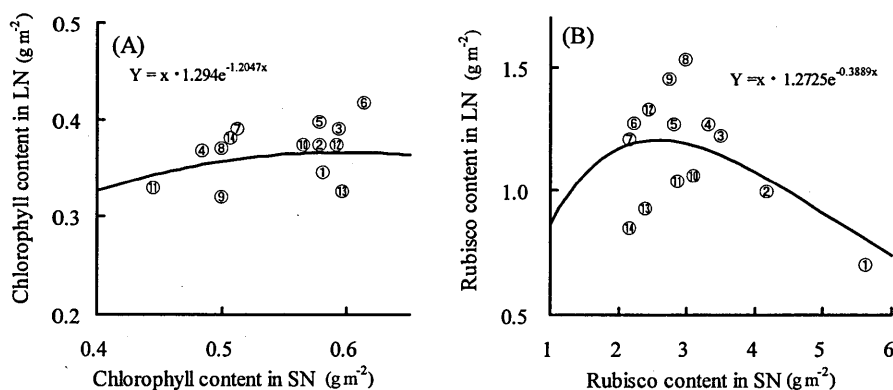 (A)
Y = x · 1.294e^-1.2047x
Chlorophyll content in LN (g m^-2)
0.5
0.4
0.3
0.2
⑥
⑤
⑦ ③
⑭
⑩ ② ⑫
④ ⑧
①
⑪ ⑨ ⑬
0.4 0.5 0.6
Chlorophyll content in SN (g m^-2)
(B)
Y = x · 1.2725e^-0.3889x
Rubisco content in LN (g m^-2)
1.5
1.0
0.5
⑧
⑨
⑫
⑥ ⑤ ④
⑦ ③
⑪ ⑩
②
⑬
⑭
①
1 2 3 4 5 6
Rubisco content in SN (g m^-2)